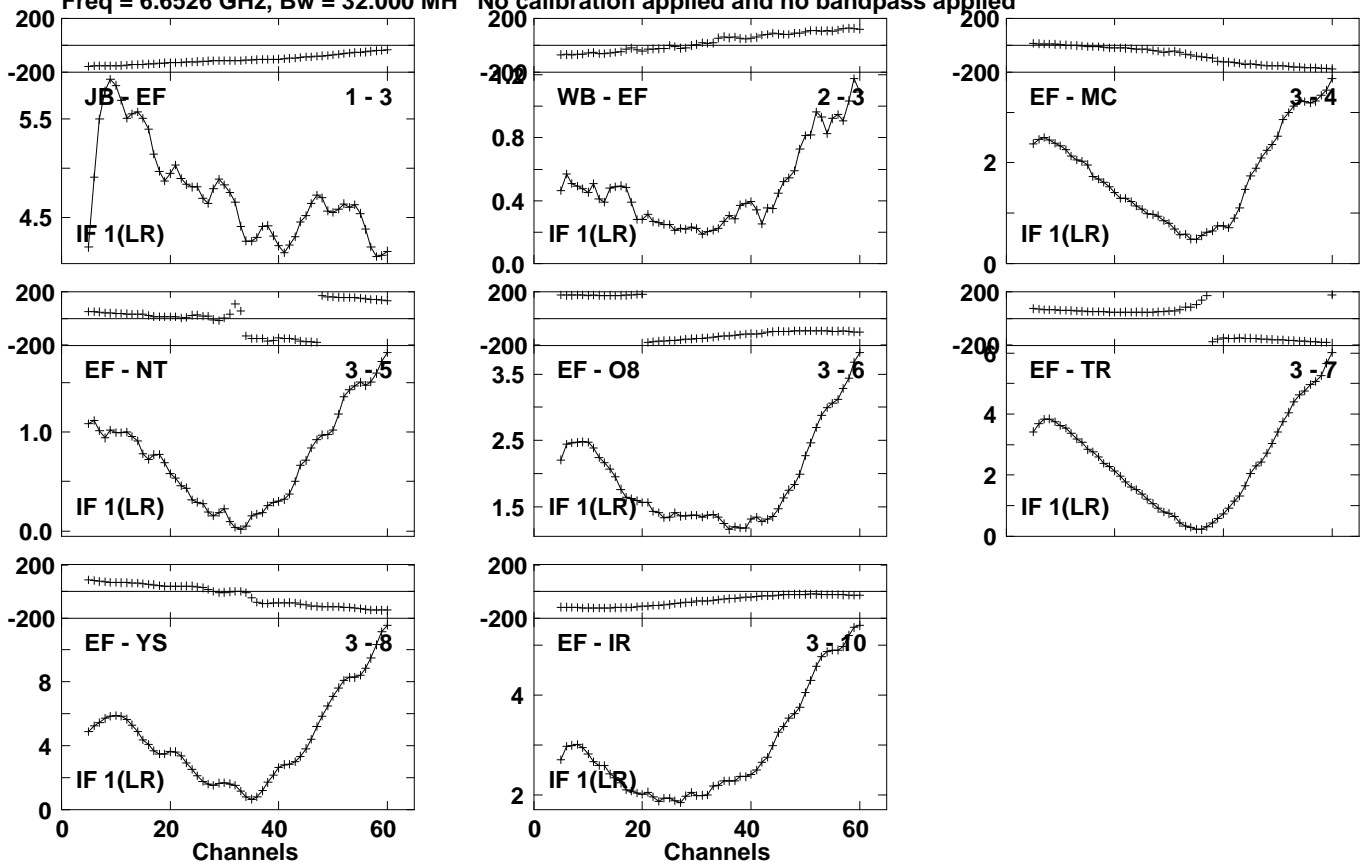 Freq = 6.6526 GHz, Bw = 32.000 MH No calibration applied and no bandpass applied
200
-200
JB - EF 1 - 3
5.5
4.5
IF 1(LR)
-200
1.2
WB - EF 2 - 3
0.8
0.4
0.0
IF 1(LR)
200
-200
EF - MC 3 - 4
2
0
IF 1(LR)
200
-200
EF - NT 3 - 5
1.0
0.0
IF 1(LR)
200
-200
EF - O8 3 - 6
3.5
2.5
1.5
IF 1(LR)
200
-200
6
EF - TR 3 - 7
4
2
0
IF 1(LR)
200
-200
EF - YS 3 - 8
8
4
0
IF 1(LR)
0 20 40 60
Channels
200
-200
EF - IR 3 - 10
4
2
IF 1(LR)
0 20 40 60
Channels